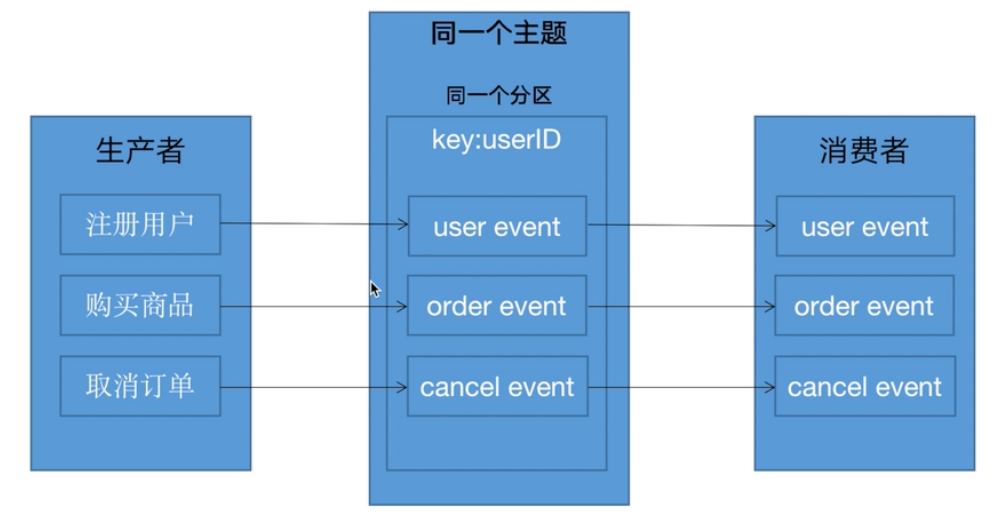 同一个主题
同一个分区
key:userID
生产者
注册用户
购买商品
取消订单
user event
order event
cancel event
消费者
user event
order event
cancel event